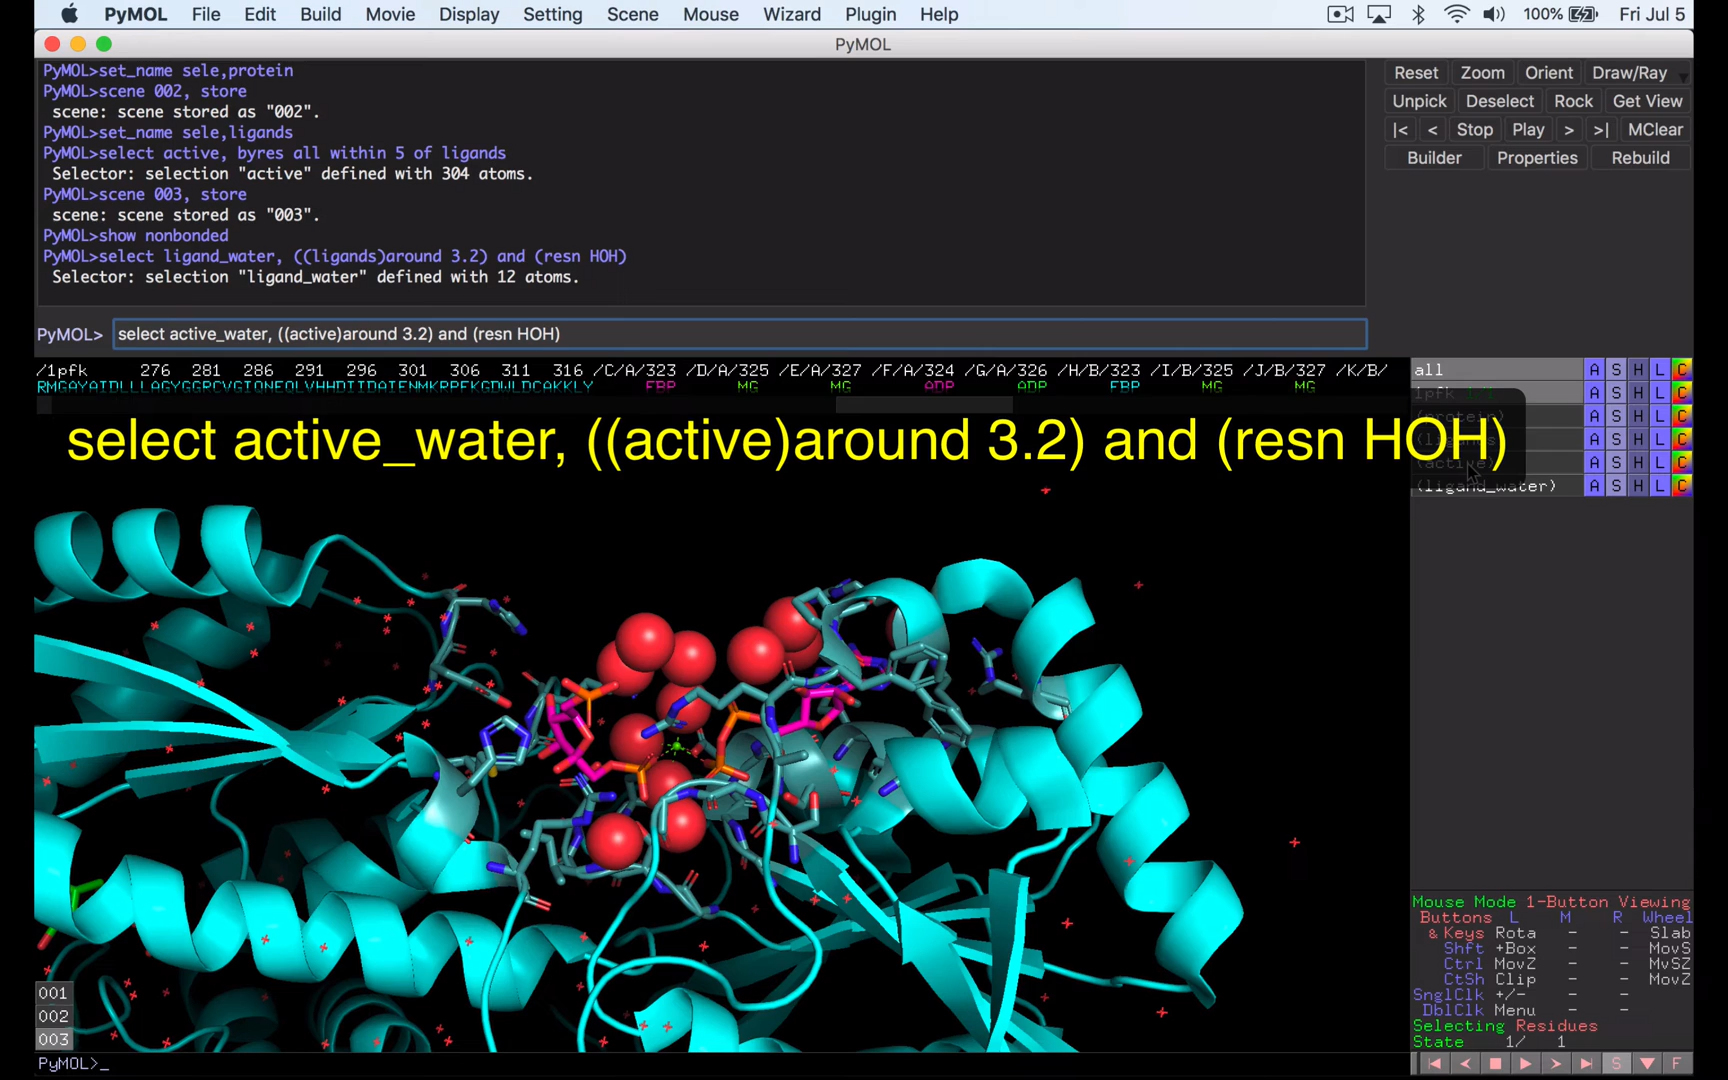 PyMOL File Edit Build Movie Display Setting Scene Mouse Wizard Plugin Help 100% Fri Jul 5
PyMOL
PyMOL>set_name sele,protein
PyMOL>scene 002, store
scene: scene stored as "002".
PyMOL>set_name sele,ligands
PyMOL>select active, byres all within 5 of ligands
Selector: selection "active" defined with 304 atoms.
PyMOL>scene 003, store
scene: scene stored as "003".
PyMOL>show nonbonded
PyMOL>select ligand_water, ((ligands)around 3.2) and (resn HOH)
Selector: selection "ligand_water" defined with 12 atoms.
Reset Zoom Orient Draw/Ray
Unpick Deselect Rock Get View
|< < Stop Play > >| MClear
Builder Properties Rebuild
PyMOL> select active_water, ((active)around 3.2) and (resn HOH)
/1pfk 276 281 286 291 296 301 306 311 316 /C/A/323 /D/A/325 /E/A/327 /F/A/324 /G/A/326 /H/B/323 /I/B/325 /J/B/327 /K/B/
RMGAYAIDLLLAGYGGRCVGIQNEQLVHHDIIDAIENMKRPFKGDWLDCAKKLY FBP MG MG ADP MG FBP MG MG
all A S H L C
1pfk 1/1 A S H L C
(protein) A S H L C
(ligands) A S H L C
(active) A S H L C
(ligand_water) A S H L C
select active_water, ((active)around 3.2) and (resn HOH)
001
002
003
PyMOL>_
Mouse Mode 1-Button Viewing
Buttons L M R Wheel
& Keys Rota - - Slab
Shft +Box - - MovS
Ctrl MovZ - - MvSZ
CtSh Clip - - MovZ
SnglClk +/- - -
DblClk Menu - -
Selecting Residues
State 1/ 1
S F